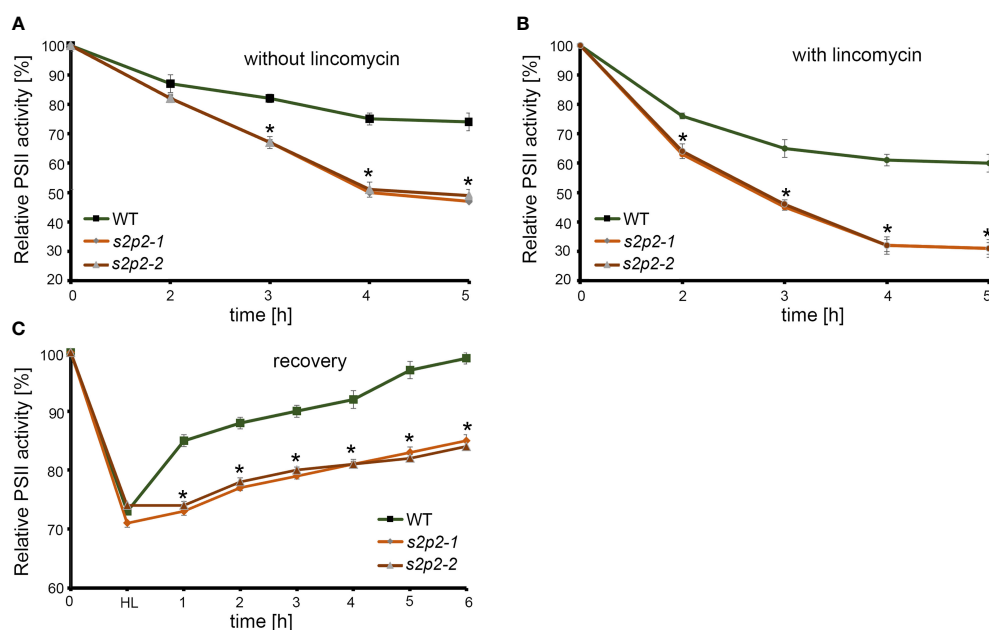 A
Relative PSII activity [%]
100
90
80
70
60
50
40
30
20
without lincomycin
*
*
*
WT
s2p2-1
s2p2-2
0 2 3 4 5
time [h]
B
Relative PSII activity [%]
100
90
80
70
60
50
40
30
20
with lincomycin
*
*
*
*
WT
s2p2-1
s2p2-2
0 2 3 4 5
time [h]
C
Relative PSII activity [%]
100
90
80
70
60
recovery
* * * * * *
WT
s2p2-1
s2p2-2
0 HL 1 2 3 4 5 6
time [h]